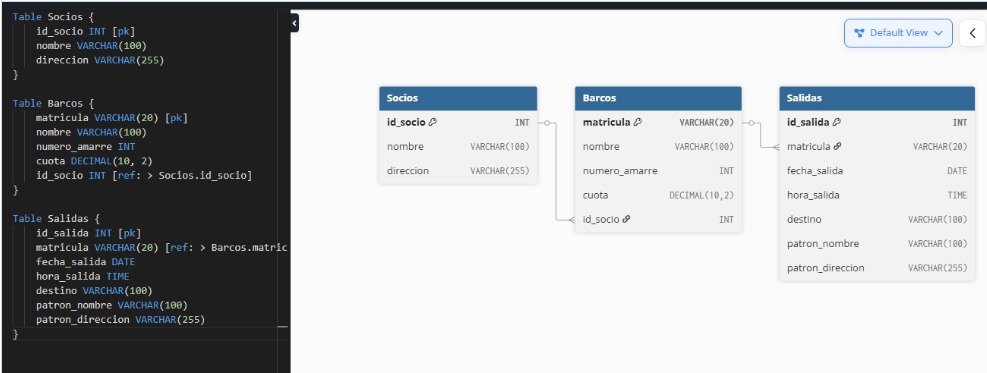 Table Socios {
id_socio INT [pk]
nombre VARCHAR(100)
direccion VARCHAR(255)
}
Table Barcos {
matricula VARCHAR(20) [pk]
nombre VARCHAR(100)
numero_amarre INT
cuota DECIMAL(10, 2)
id_socio INT [ref: > Socios.id_socio]
}
Table Salidas {
id_salida INT [pk]
matricula VARCHAR(20) [ref: > Barcos.matric
fecha_salida DATE
hora_salida TIME
destino VARCHAR(100)
patron_nombre VARCHAR(100)
patron_direccion VARCHAR(255)
}
Default View
Socios
id_socio INT
nombre VARCHAR(100)
direccion VARCHAR(255)
Barcos
matricula VARCHAR(20)
nombre VARCHAR(100)
numero_amarre INT
cuota DECIMAL(10,2)
id_socio INT
Salidas
id_salida INT
matricula VARCHAR(20)
fecha_salida DATE
hora_salida TIME
destino VARCHAR(100)
patron_nombre VARCHAR(100)
patron_direccion VARCHAR(255)